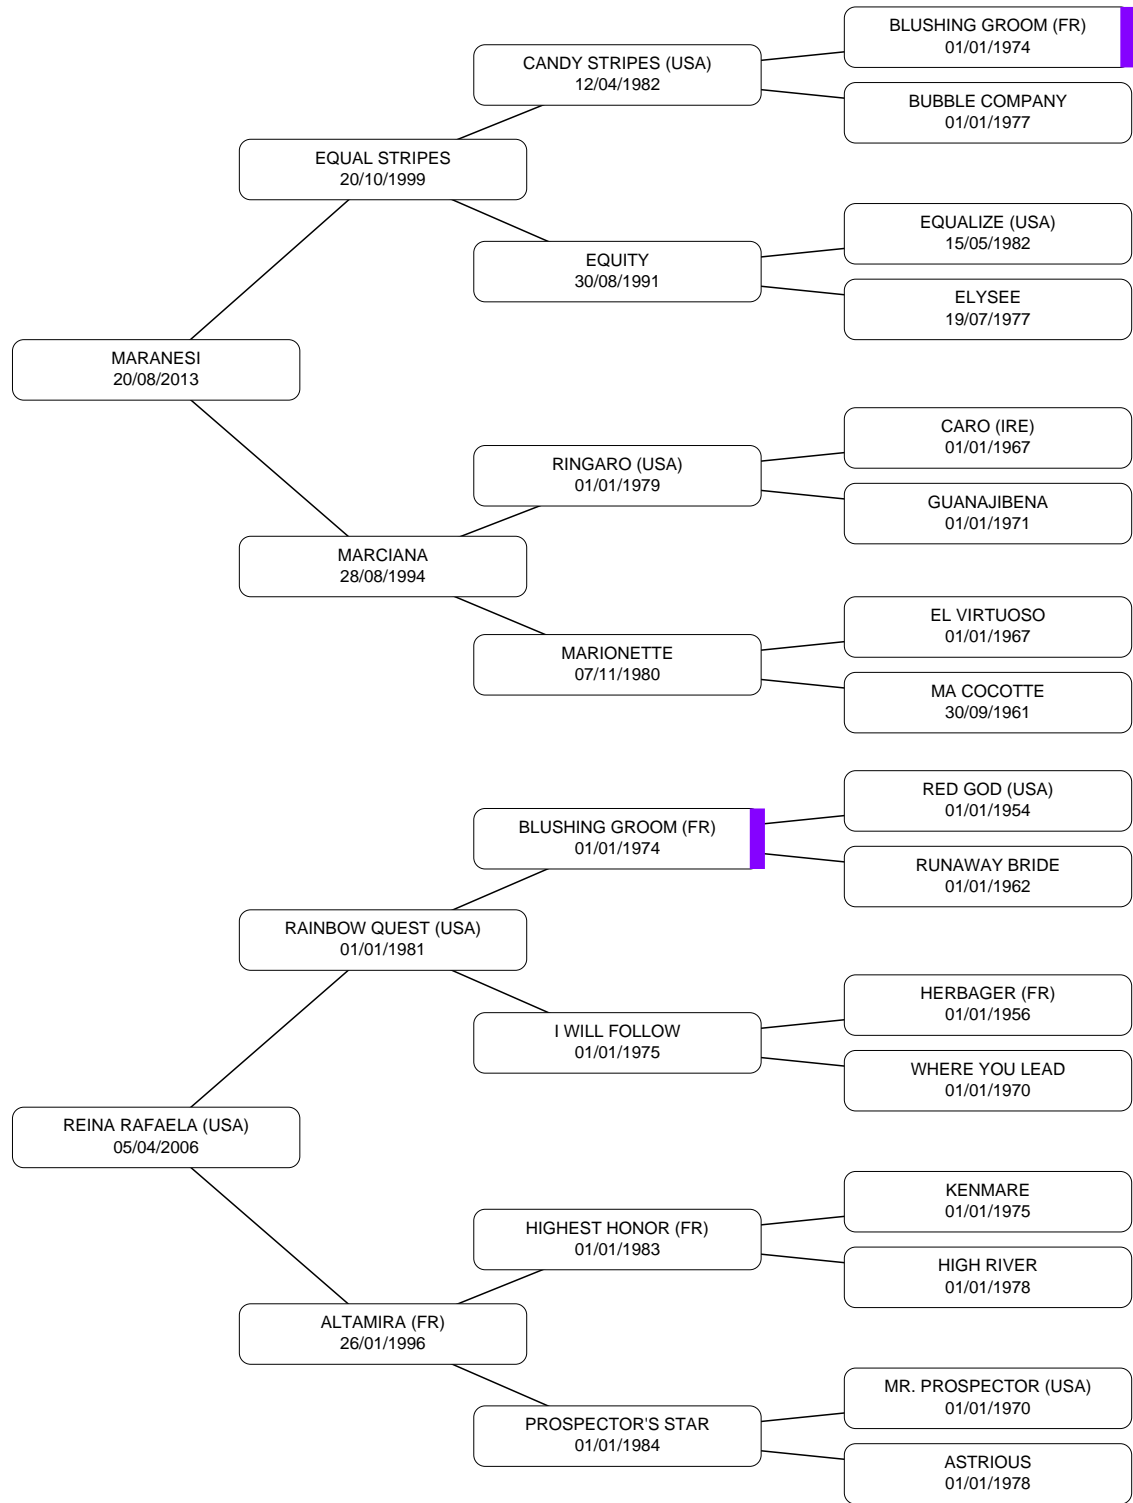 BLUSHING GROOM (FR)
01/01/1974
CANDY STRIPES (USA)
12/04/1982
BUBBLE COMPANY
01/01/1977
EQUAL STRIPES
20/10/1999
EQUALIZE (USA)
15/05/1982
EQUITY
30/08/1991
ELYSEE
19/07/1977
MARANESI
20/08/2013
CARO (IRE)
01/01/1967
RINGARO (USA)
01/01/1979
GUANAJIBENA
01/01/1971
MARCIANA
28/08/1994
EL VIRTUOSO
01/01/1967
MARIONETTE
07/11/1980
MA COCOTTE
30/09/1961
RED GOD (USA)
01/01/1954
BLUSHING GROOM (FR)
01/01/1974
RUNAWAY BRIDE
01/01/1962
RAINBOW QUEST (USA)
01/01/1981
HERBAGER (FR)
01/01/1956
I WILL FOLLOW
01/01/1975
WHERE YOU LEAD
01/01/1970
REINA RAFAELA (USA)
05/04/2006
KENMARE
01/01/1975
HIGHEST HONOR (FR)
01/01/1983
HIGH RIVER
01/01/1978
ALTAMIRA (FR)
26/01/1996
MR. PROSPECTOR (USA)
01/01/1970
PROSPECTOR'S STAR
01/01/1984
ASTRIOUS
01/01/1978